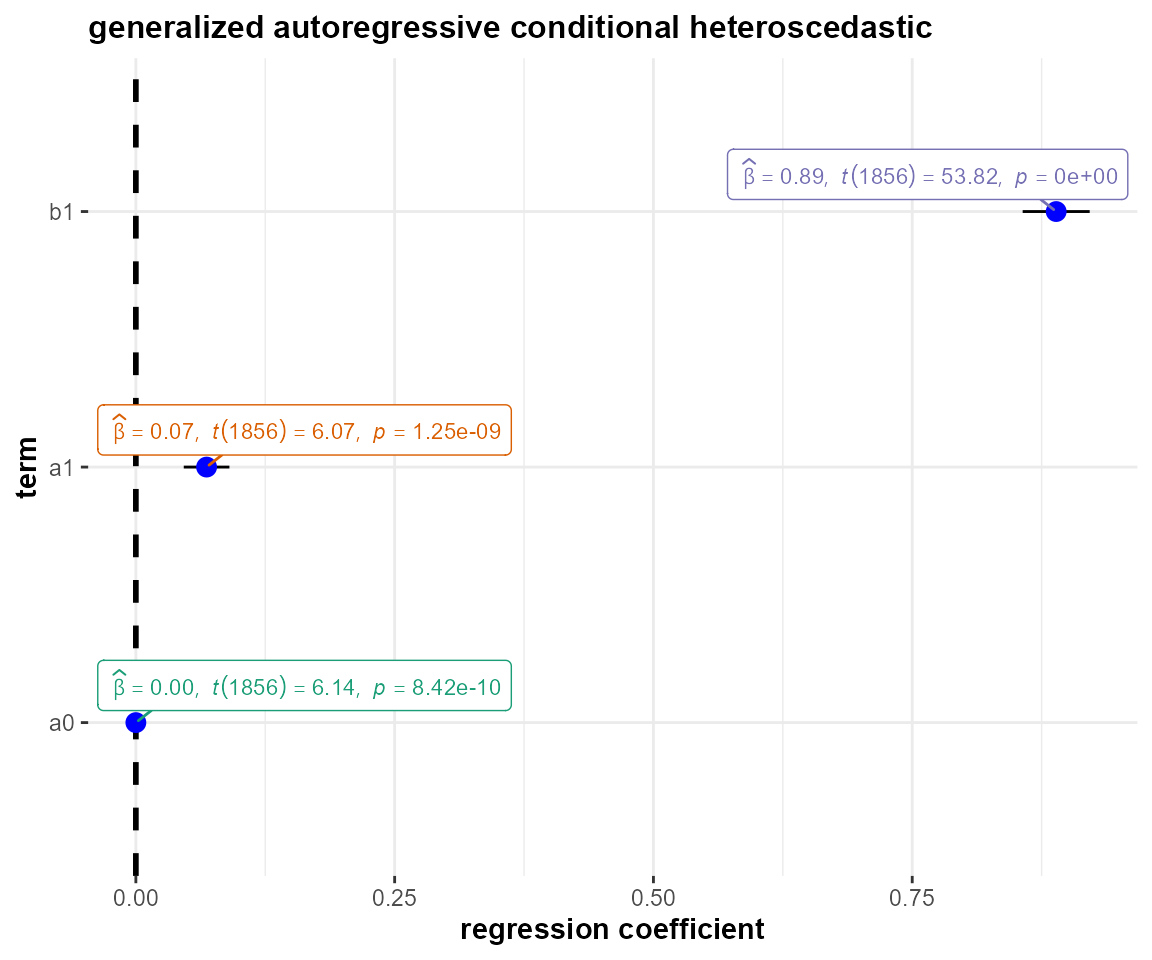 generalized autoregressive conditional heteroscedastic
β̂ = 0.89, t(1856) = 53.82, p = 0e+00
b1
β̂ = 0.07, t(1856) = 6.07, p = 1.25e-09
a1
term
β̂ = 0.00, t(1856) = 6.14, p = 8.42e-10
a0
0.00 0.25 0.50 0.75
regression coefficient